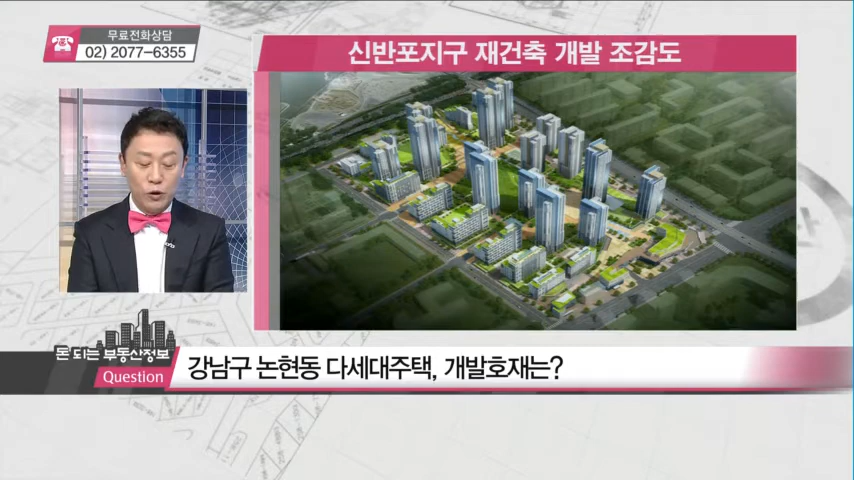 무료전화상담
02) 2077-6355
신반포지구 재건축 개발 조감도
돈 되는 부동산정보
Question
강남구 논현동 다세대주택, 개발호재는?